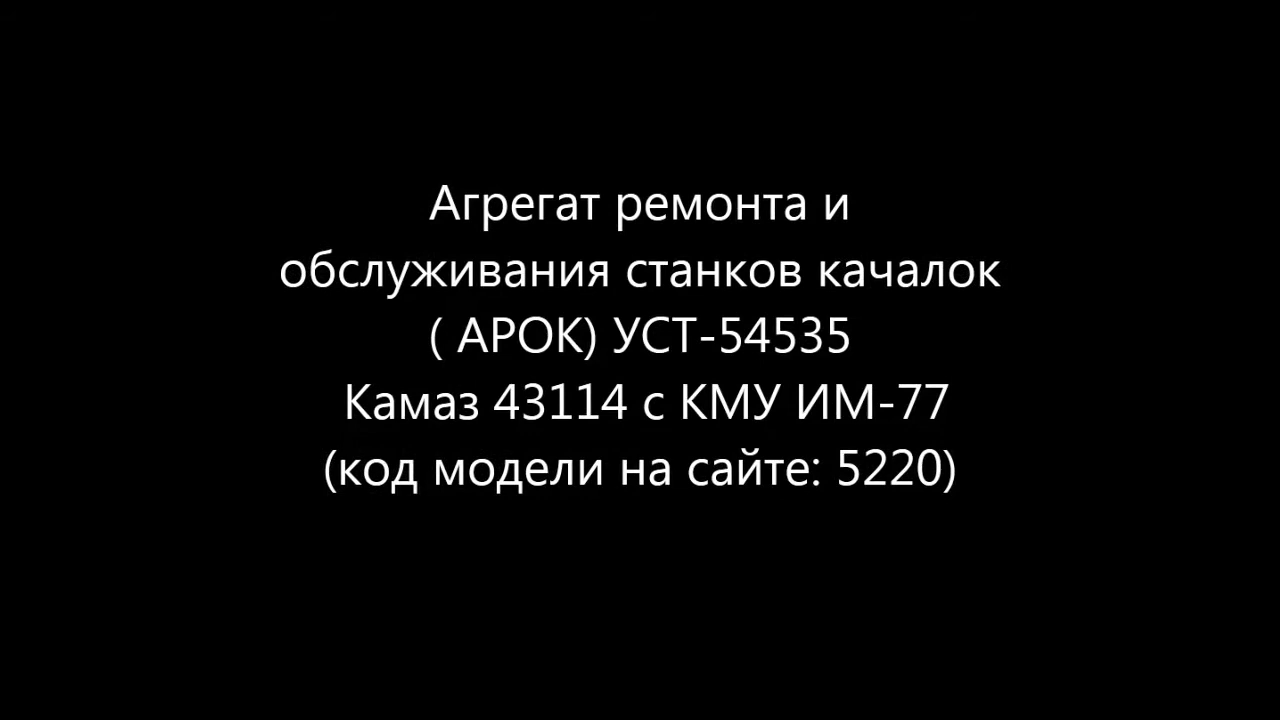 Агрегат ремонта и
обслуживания станков качалок
( АРОК) УСТ-54535
Камаз 43114 с КМУ ИМ-77
(код модели на сайте: 5220)